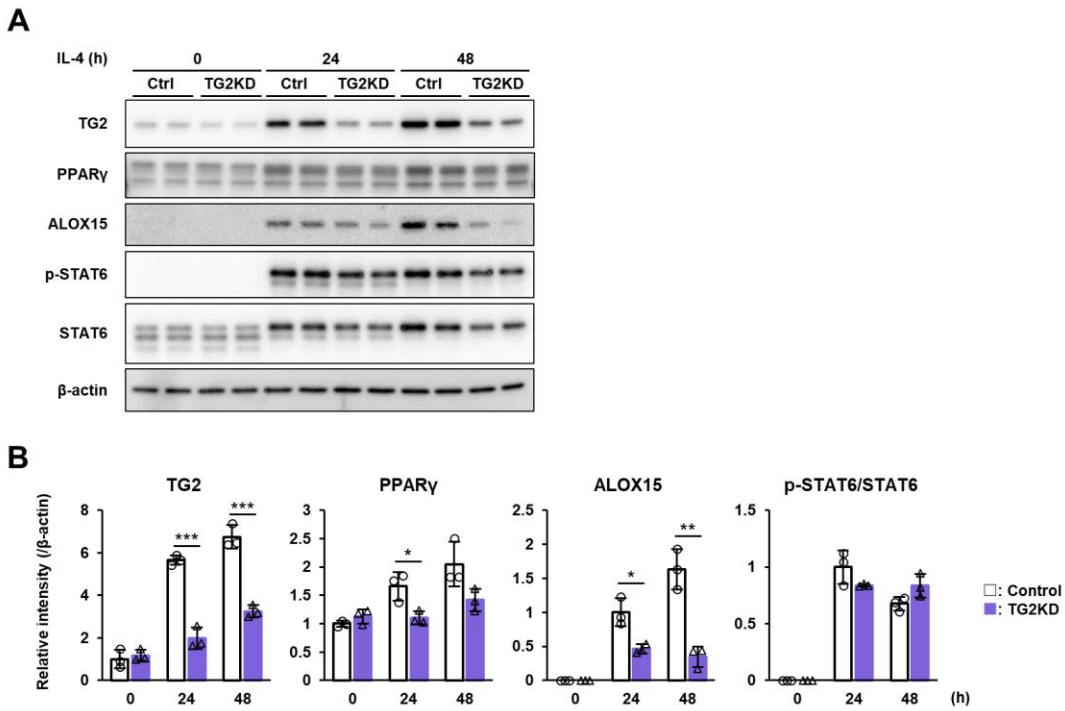 A
IL-4 (h) 0 24 48
Ctrl TG2KD Ctrl TG2KD Ctrl TG2KD
TG2
PPARγ
ALOX15
p-STAT6
STAT6
β-actin
B
TG2 PPARγ ALOX15 p-STAT6/STAT6
Relative intensity (/β-actin)
8 6 4 2 0
*** ***
0 24 48
3 2.5 2 1.5 1 0.5 0
*
0 24 48
2.5 2 1.5 1 0.5 0
* **
0 24 48
1.5 1 0.5 0
0 24 48 (h)
: Control
: TG2KD